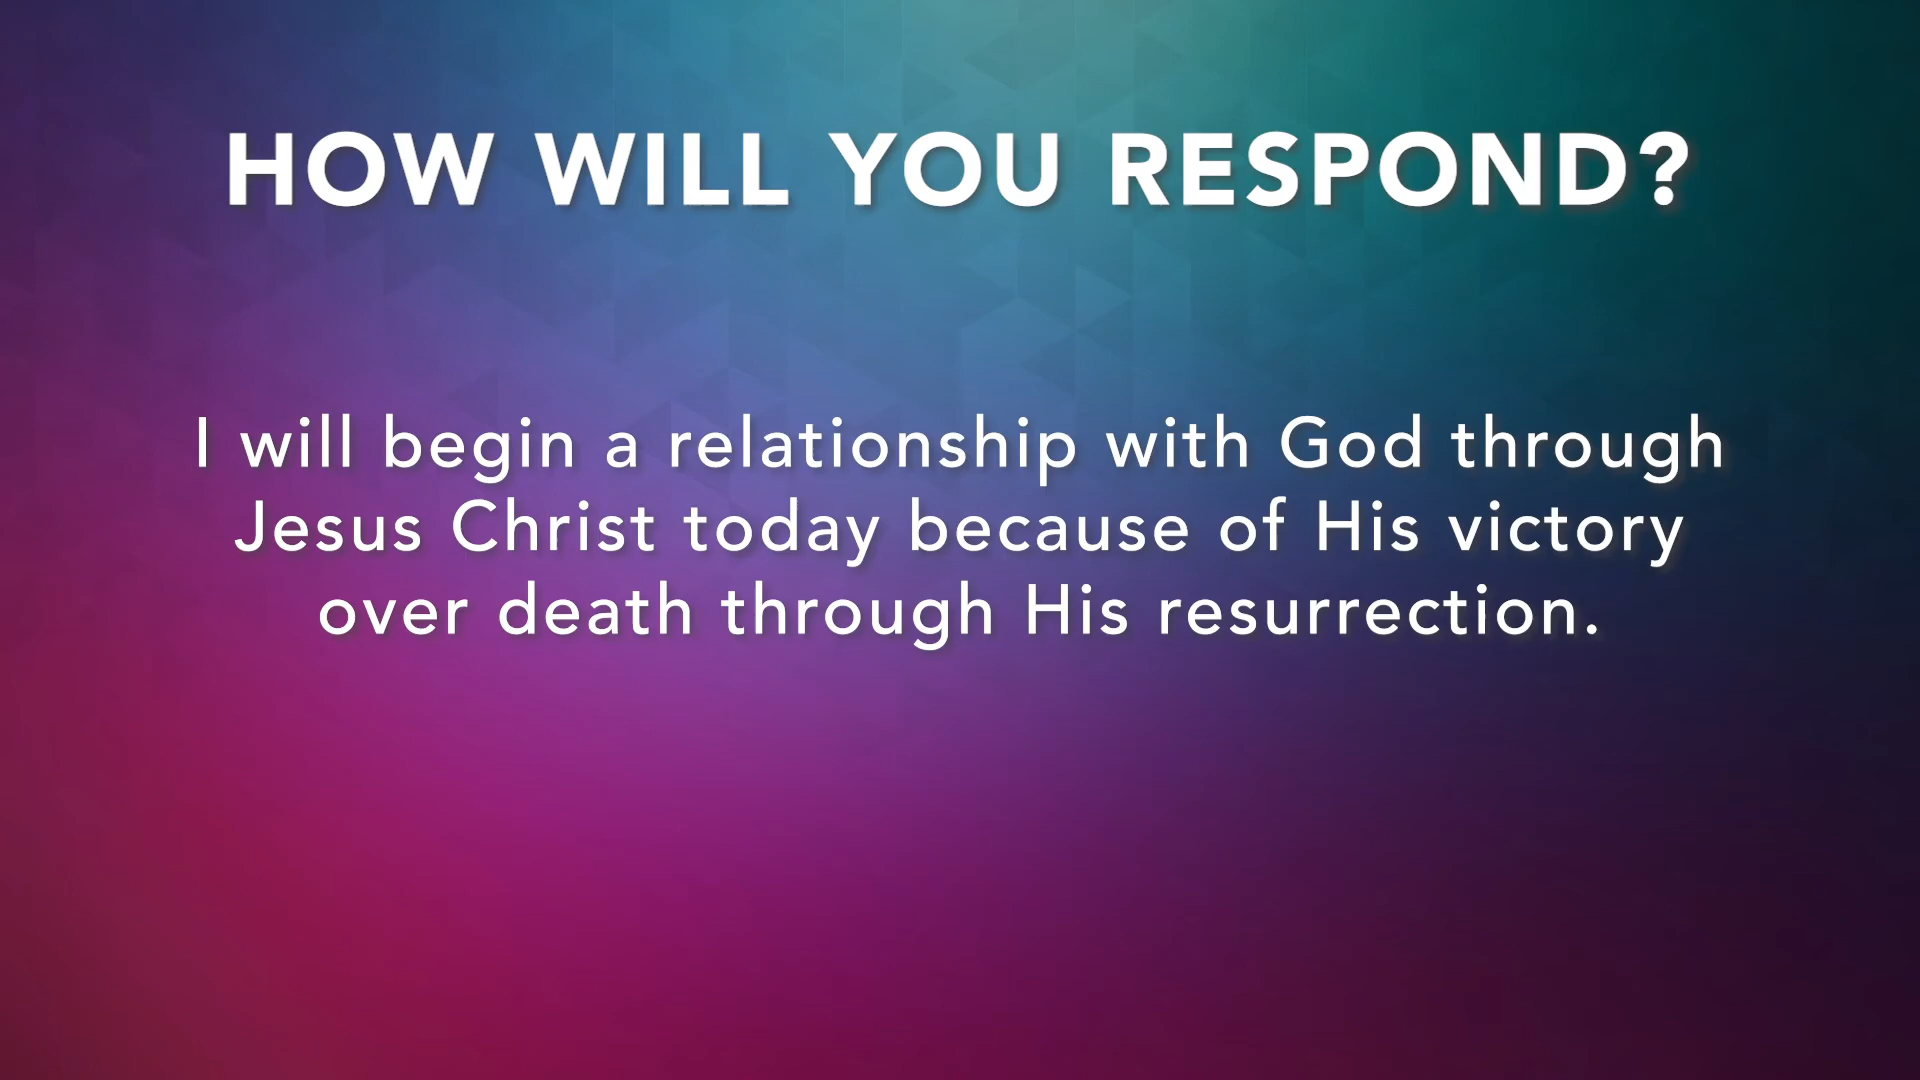 HOW WILL YOU RESPOND?
I will begin a relationship with God through
Jesus Christ today because of His victory
over death through His resurrection.